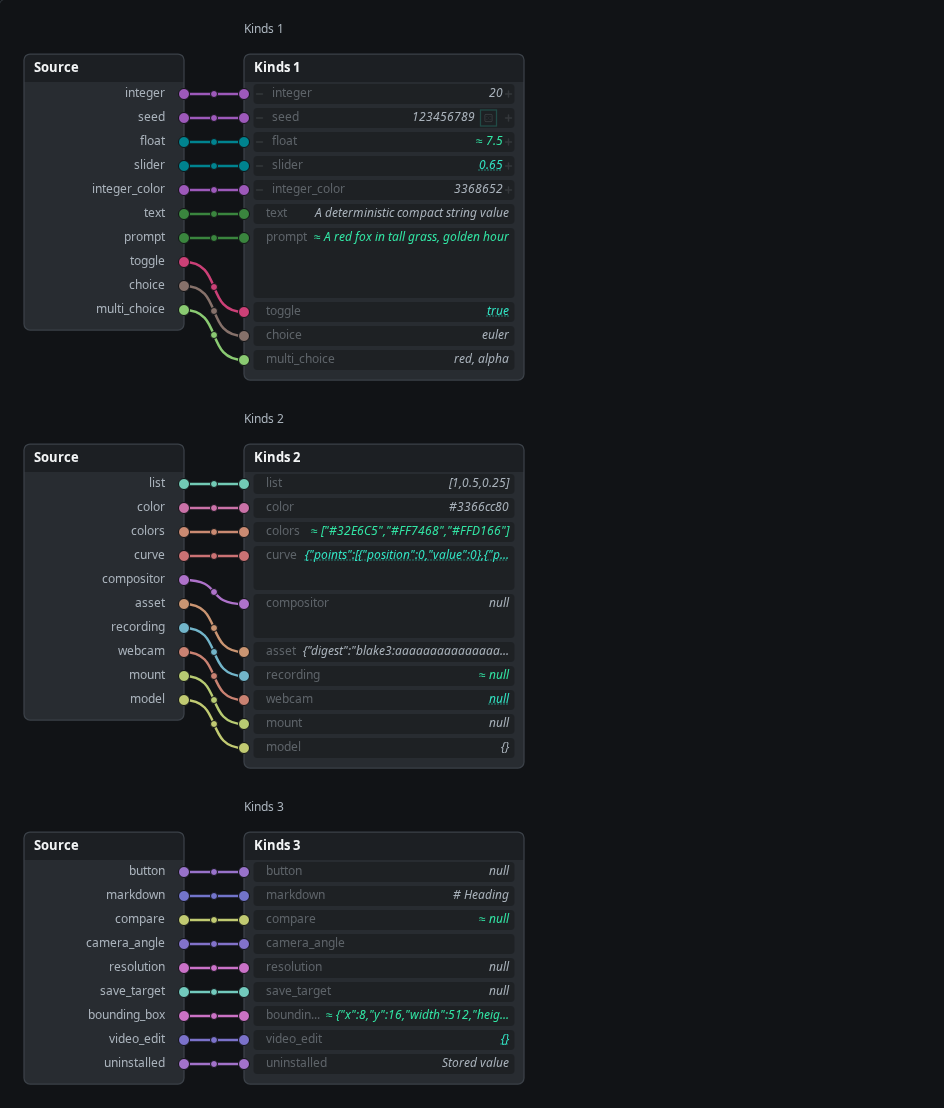 Kinds 1
Source
Kinds 1
integer
integer 20
seed
seed 123456789
float
float ≈ 7.5
slider
slider 0.65
integer_color
integer_color 3368652
text
text A deterministic compact string value
prompt
prompt ≈ A red fox in tall grass, golden hour
toggle
choice
multi_choice
toggle true
choice euler
multi_choice red, alpha
Kinds 2
Source
Kinds 2
list
list [1,0.5,0.25]
color
color #3366cc80
colors
colors ≈ ["#32E6C5","#FF7468","#FFD166"]
curve
curve {"points":[{"position":0,"value":0},{"p...
compositor
asset
compositor null
recording
webcam
asset {"digest":"blake3:aaaaaaaaaaaaaaa...
mount
recording ≈ null
model
webcam null
mount null
model {}
Kinds 3
Source
Kinds 3
button
button null
markdown
markdown # Heading
compare
compare ≈ null
camera_angle
camera_angle
resolution
resolution null
save_target
save_target null
bounding_box
boundin... ≈ {"x":8,"y":16,"width":512,"heig...
video_edit
video_edit {}
uninstalled
uninstalled Stored value